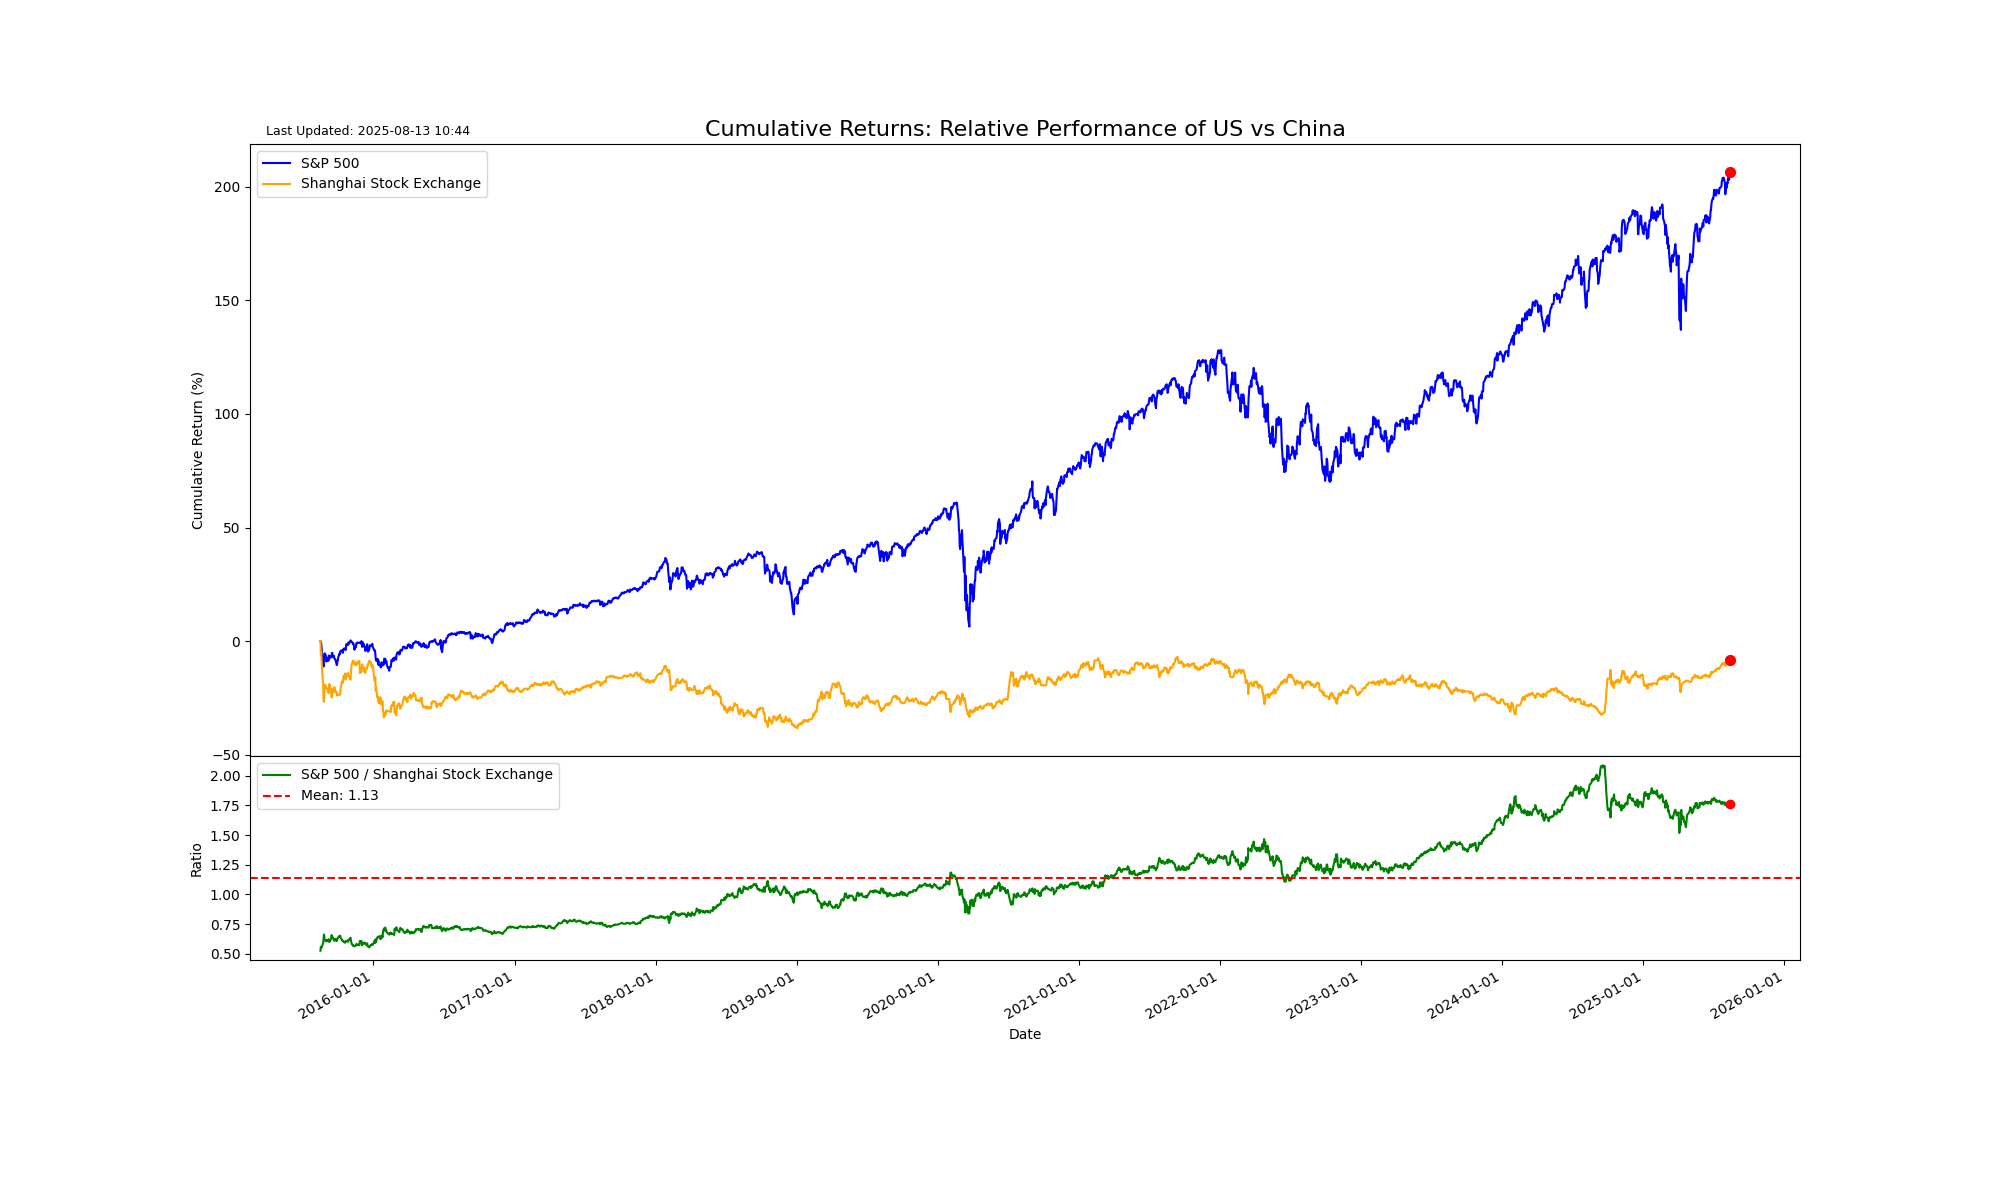 Last Updated: 2025-08-13 10:44
Cumulative Returns: Relative Performance of US vs China
S&P 500
Shanghai Stock Exchange
Cumulative Return (%)
200
150
100
50
0
−50
S&P 500 / Shanghai Stock Exchange
Mean: 1.13
Ratio
2.00
1.75
1.50
1.25
1.00
0.75
0.50
2016-01-01
2017-01-01
2018-01-01
2019-01-01
2020-01-01
2021-01-01
2022-01-01
2023-01-01
2024-01-01
2025-01-01
2026-01-01
Date